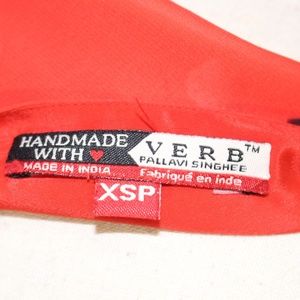 HANDMADE
WITH ♥
VERB™
PALLAVI SINGHEE
MADE IN INDIA
Fabriqué en inde
XSP